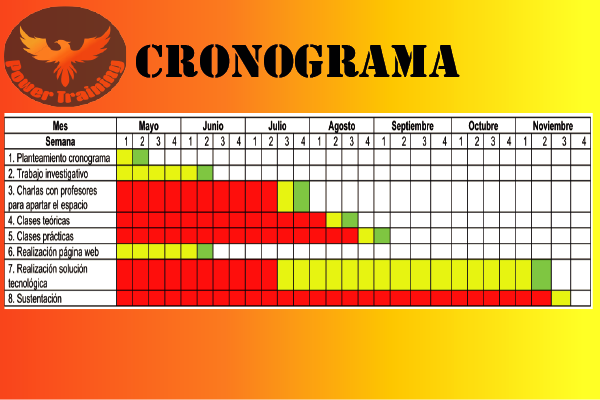 Power Training
CRONOGRAMA
Mes Mayo Junio Julio Agosto Septiembre Octubre Noviembre
Semana 1 2 3 4 1 2 3 4 1 2 3 4 1 2 3 4 1 2 3 4 1 2 3 4 1 2 3 4
1. Planteamiento cronograma
2. Trabajo investigativo
3. Charlas con profesores
para apartar el espacio
4. Clases teóricas
5. Clases prácticas
6. Realización página web
7. Realización solución
tecnológica
8. Sustentación